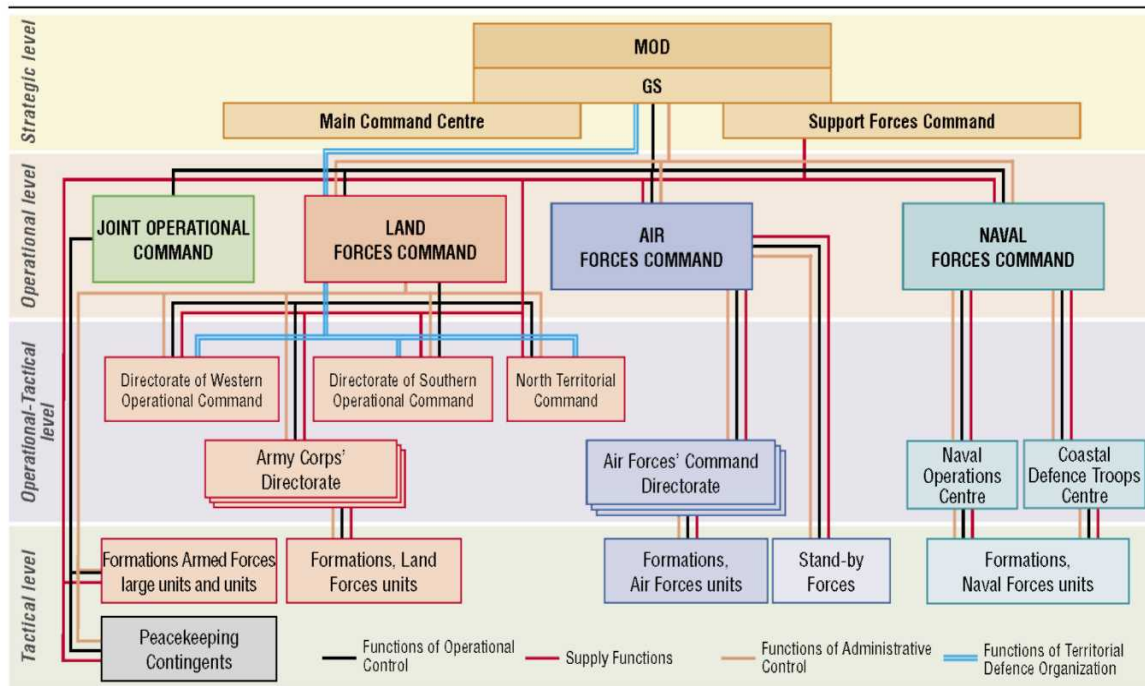 Strategic level
MOD
GS
Main Command Centre
Support Forces Command
Operational level
JOINT OPERATIONAL
COMMAND
LAND
FORCES COMMAND
AIR
FORCES COMMAND
NAVAL
FORCES COMMAND
Operational-Tactical
level
Directorate of Western
Operational Command
Directorate of Southern
Operational Command
North Territorial
Command
Army Corps'
Directorate
Air Forces' Command
Directorate
Naval
Operations
Centre
Coastal
Defence Troops
Centre
Tactical level
Formations Armed Forces
large units and units
Formations, Land
Forces units
Formations,
Air Forces units
Stand-by
Forces
Formations,
Naval Forces units
Peacekeeping
Contingents
Functions of Operational
Control
Supply Functions
Functions of Administrative
Control
Functions of Territorial
Defence Organization